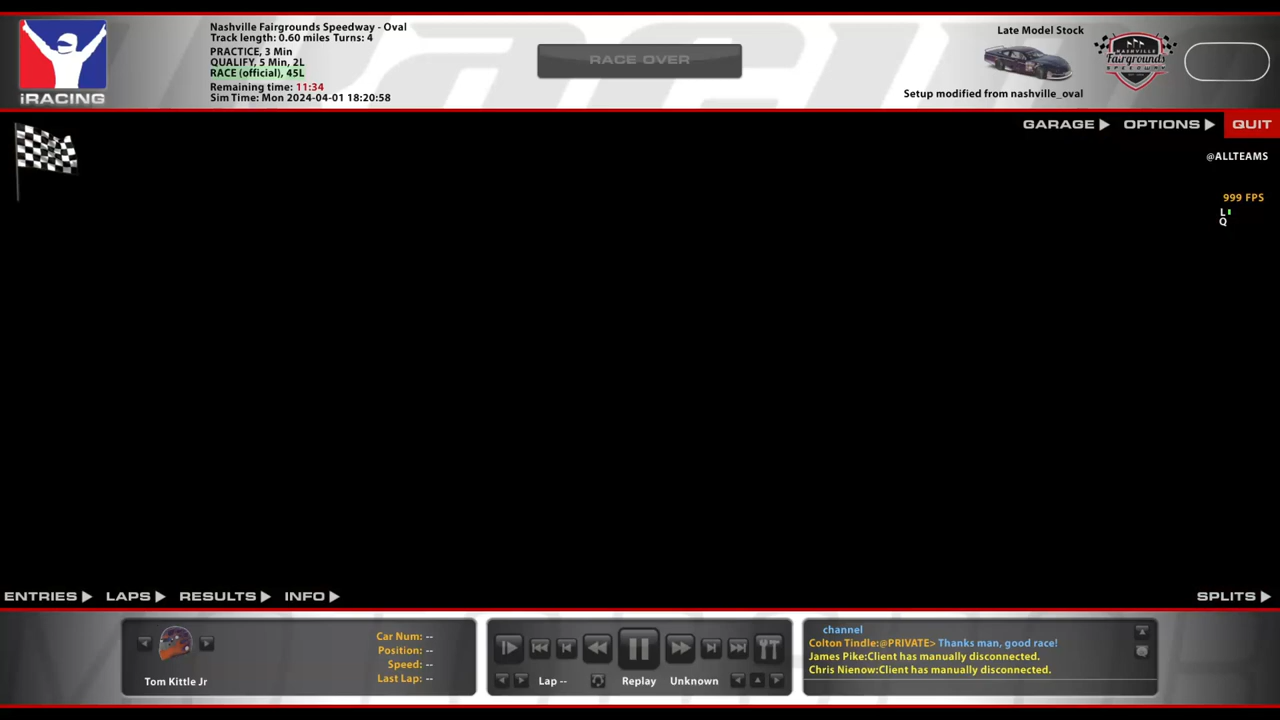 iRACING
Nashville Fairgrounds Speedway - Oval
Track length: 0.60 miles Turns: 4
PRACTICE, 3 Min
QUALIFY, 5 Min, 2L
RACE (official), 45L
Remaining time: 11:34
Sim Time: Mon 2024-04-01 18:20:58
RACE OVER
Late Model Stock
NASHVILLE
Fairgrounds
SPEEDWAY
Setup modified from nashville_oval
GARAGE
OPTIONS
QUIT
@ALLTEAMS
999 FPS
L
Q
ENTRIES
LAPS
RESULTS
INFO
SPLITS
Tom Kittle Jr
Car Num: --
Position: --
Speed: --
Last Lap: --
Lap --
Replay
Unknown
channel
Colton Tindle:@PRIVATE> Thanks man, good race!
James Pike:Client has manually disconnected.
Chris Nienow:Client has manually disconnected.